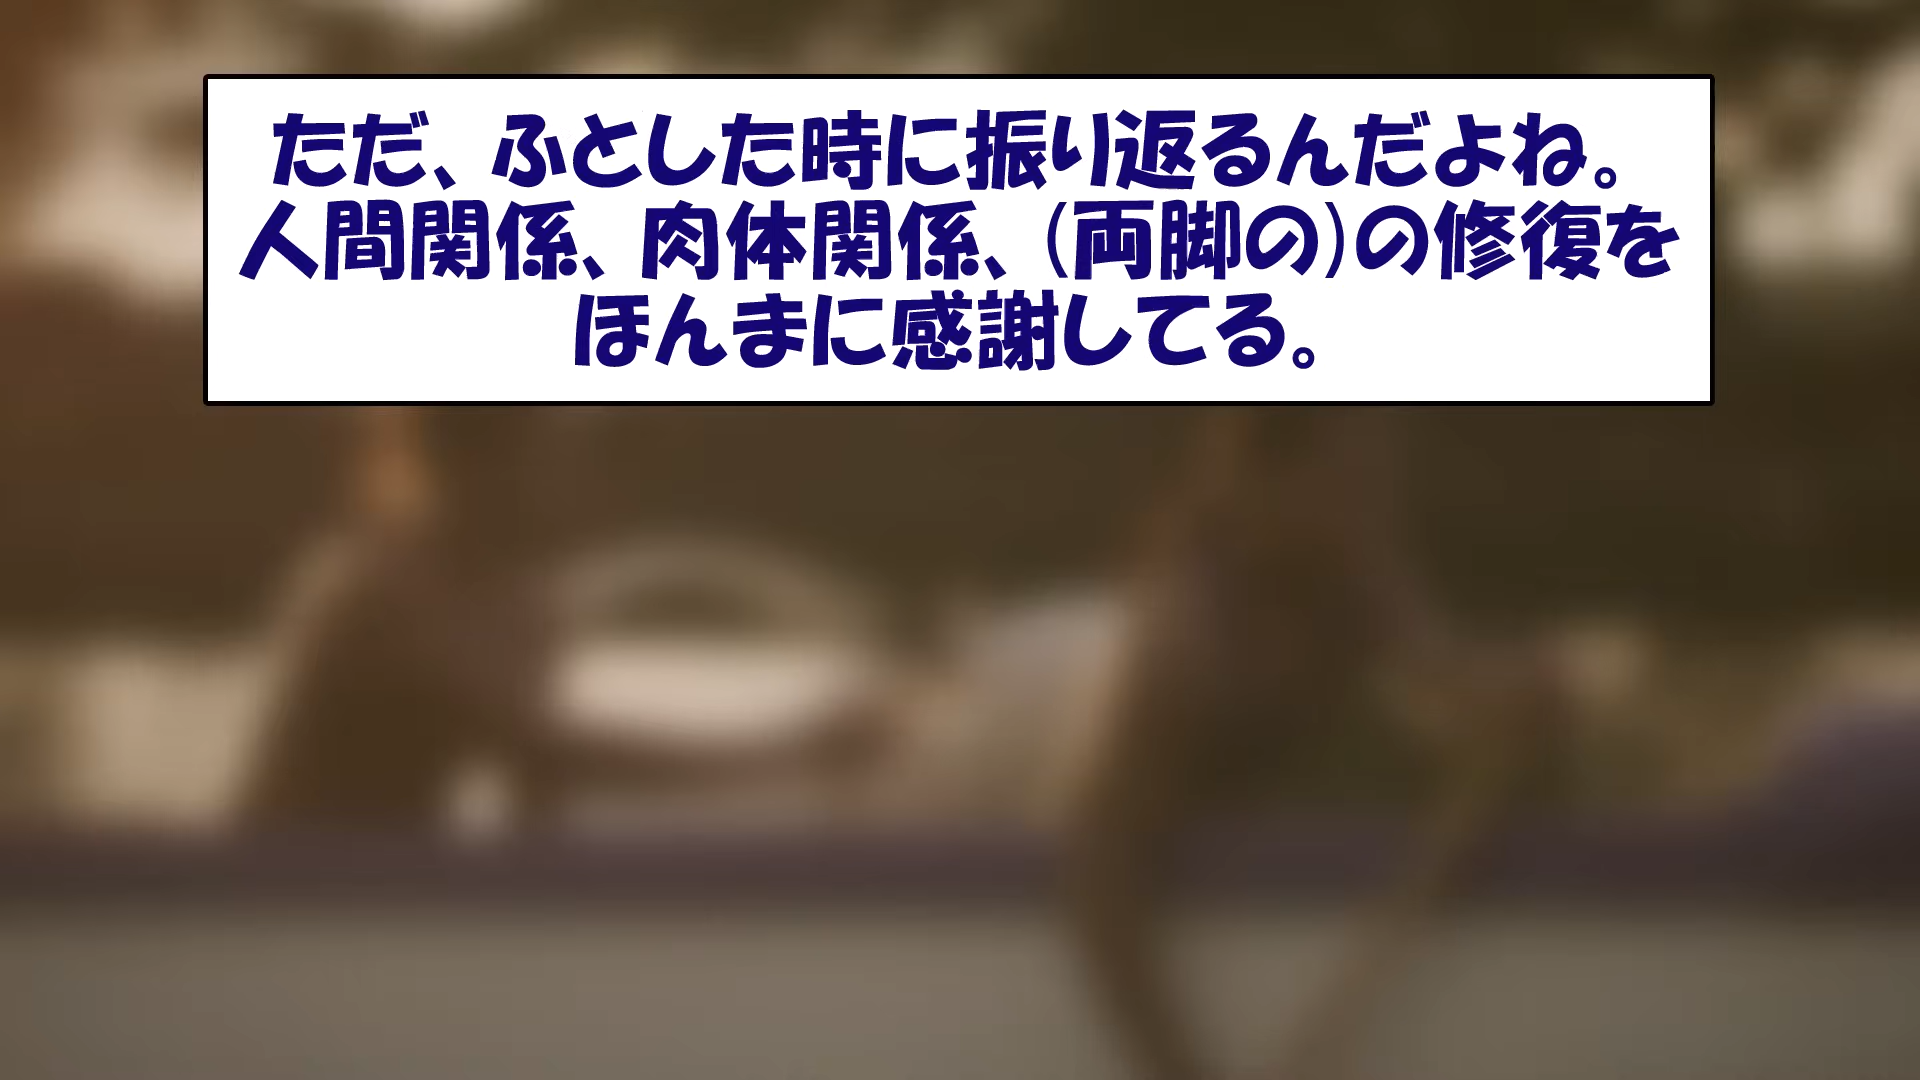 ただ、ふとした時に振り返るんだよね。
人間関係、肉体関係、(両脚の)の修復を
ほんまに感謝してる。